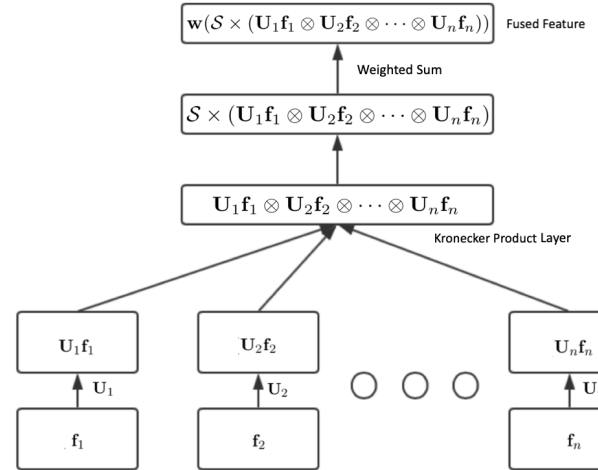 w(𝒮 × (U₁f₁ ⊗ U₂f₂ ⊗ ⋯ ⊗ Uₙfₙ)) Fused Feature
Weighted Sum
𝒮 × (U₁f₁ ⊗ U₂f₂ ⊗ ⋯ ⊗ Uₙfₙ)
U₁f₁ ⊗ U₂f₂ ⊗ ⋯ ⊗ Uₙfₙ
Kronecker Product Layer
U₁f₁ U₂f₂ Uₙfₙ
U₁ U₂ U
f₁ f₂ fₙ